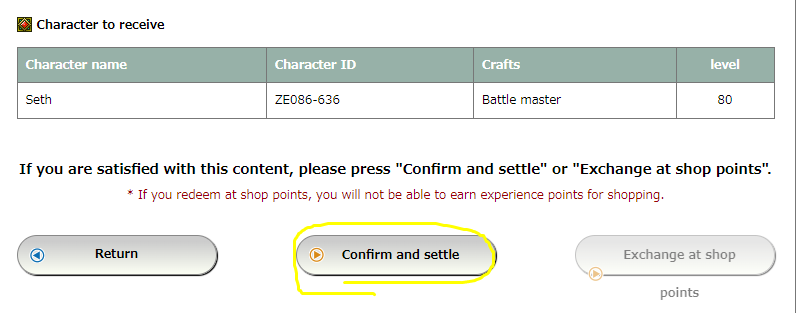 Character to receive
Character name Character ID Crafts level
Seth ZE086-636 Battle master 80
If you are satisfied with this content, please press "Confirm and settle" or "Exchange at shop points".
* If you redeem at shop points, you will not be able to earn experience points for shopping.
Return Confirm and settle Exchange at shop
points